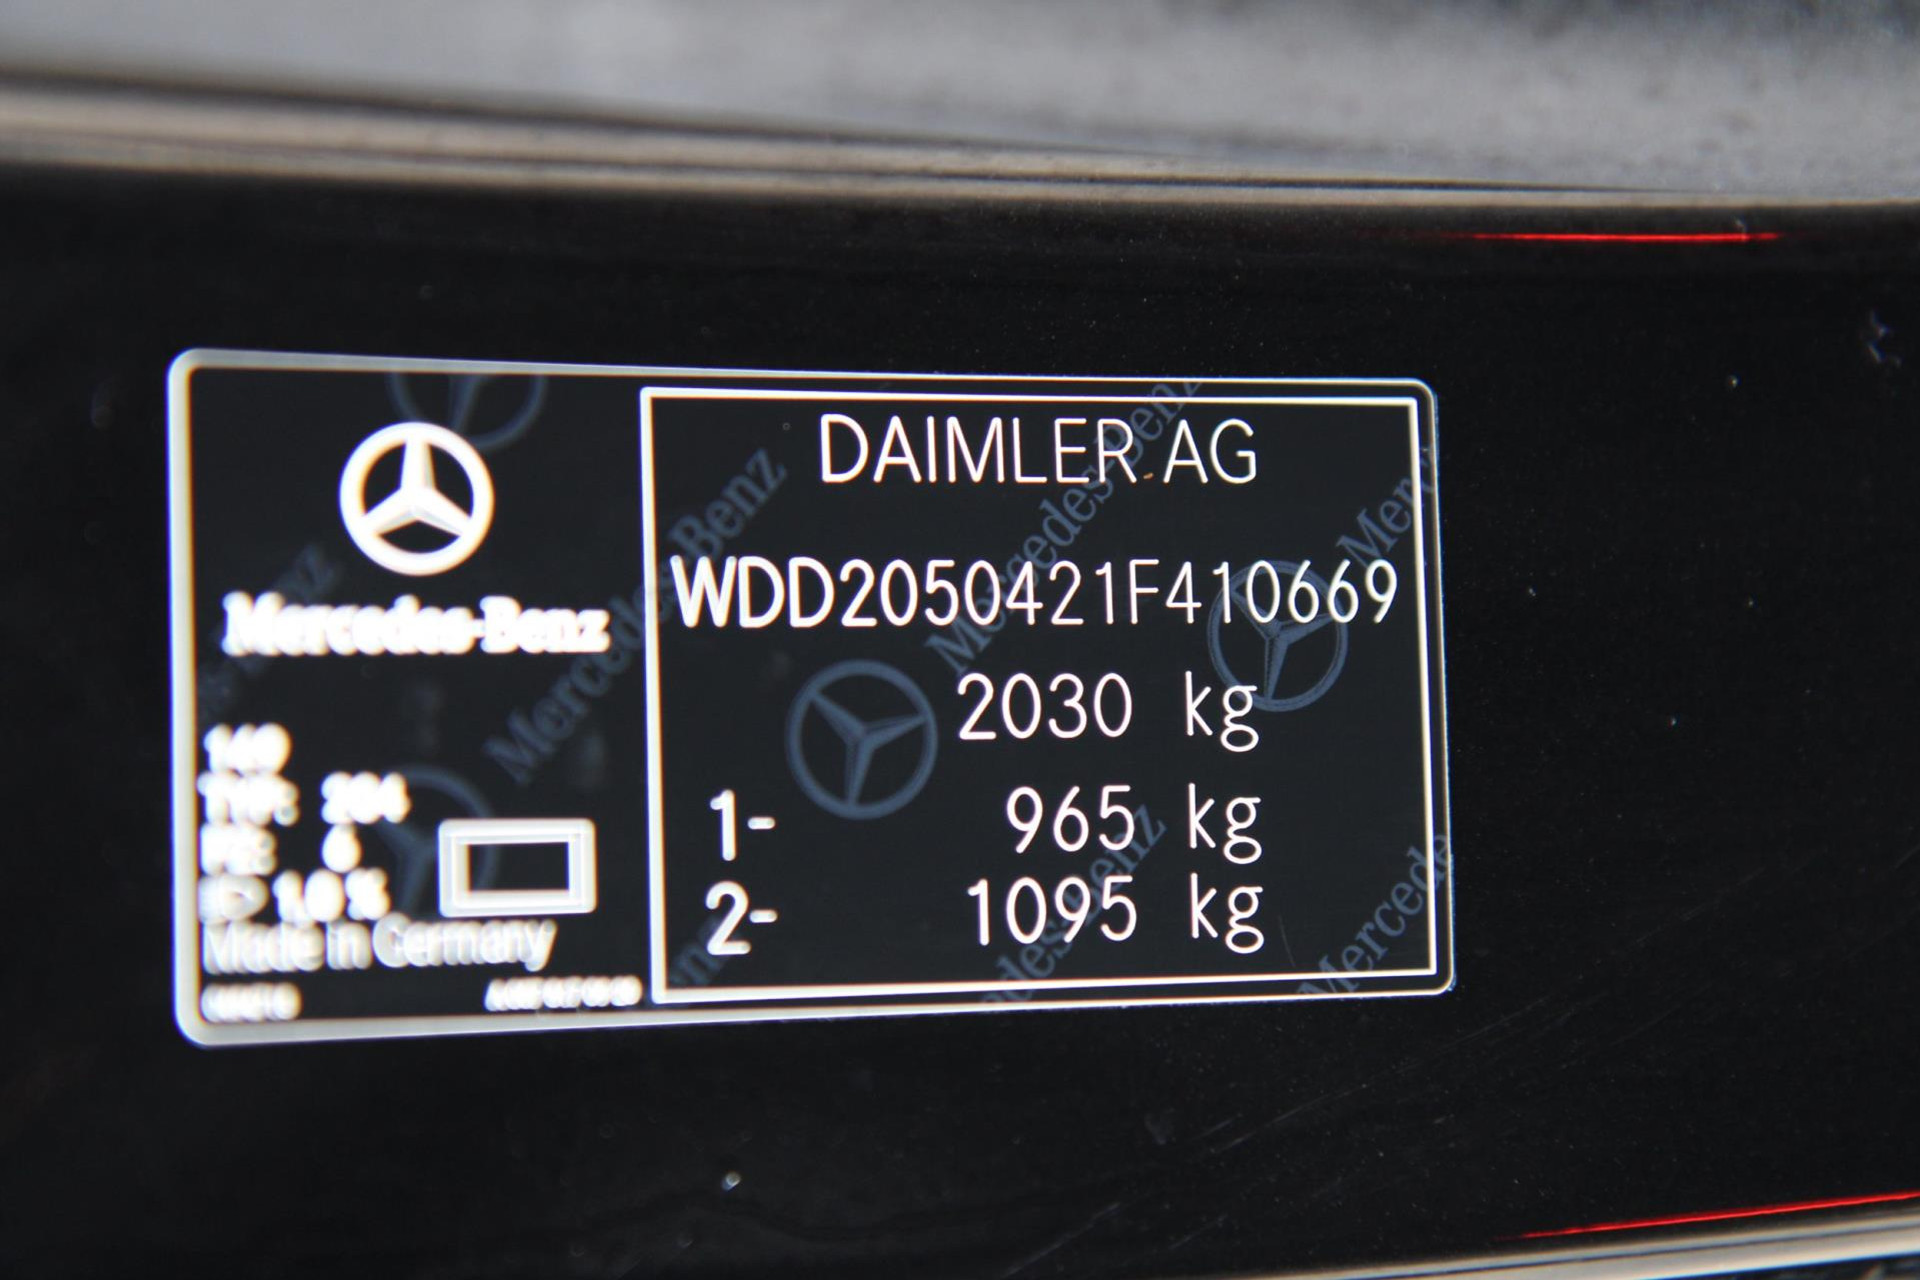 Mercedes-Benz
Made in Germany
DAIMLER AG
WDD2050421F410669
2030 kg
1- 965 kg
2- 1095 kg